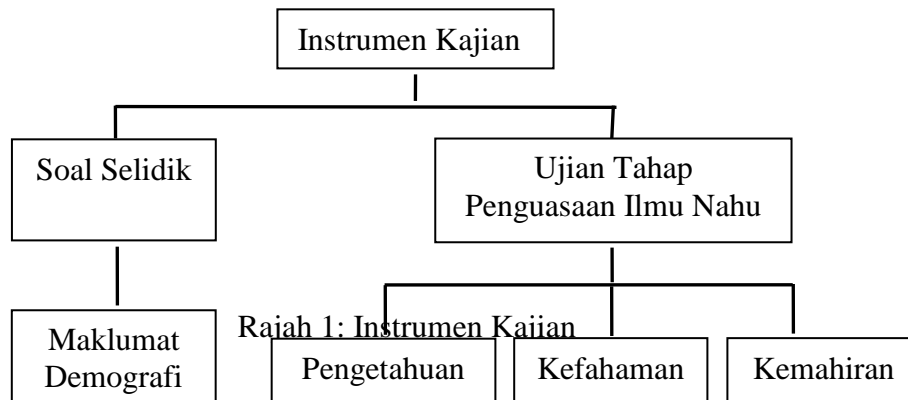 Instrumen Kajian
Soal Selidik
Ujian Tahap
Penguasaan Ilmu Nahu
Rajah 1: Instrumen Kajian
Maklumat
Demografi
Pengetahuan
Kefahaman
Kemahiran